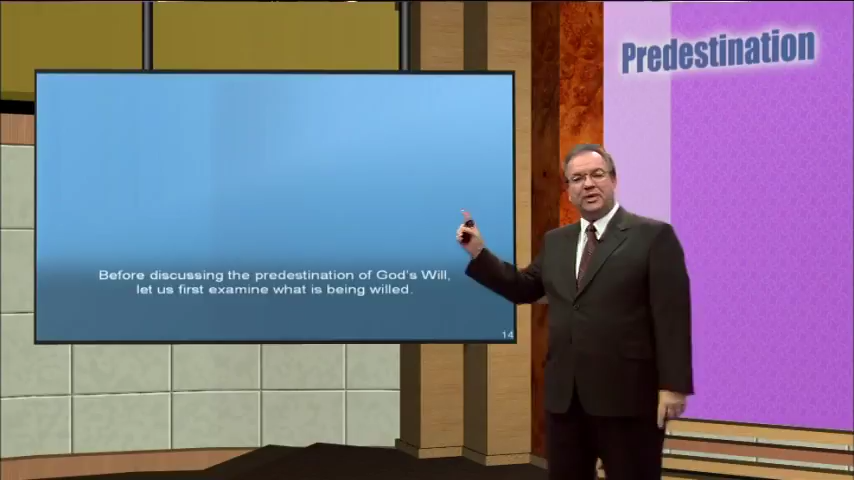 Predestination
Before discussing the predestination of God's Will,
let us first examine what is being willed.
14